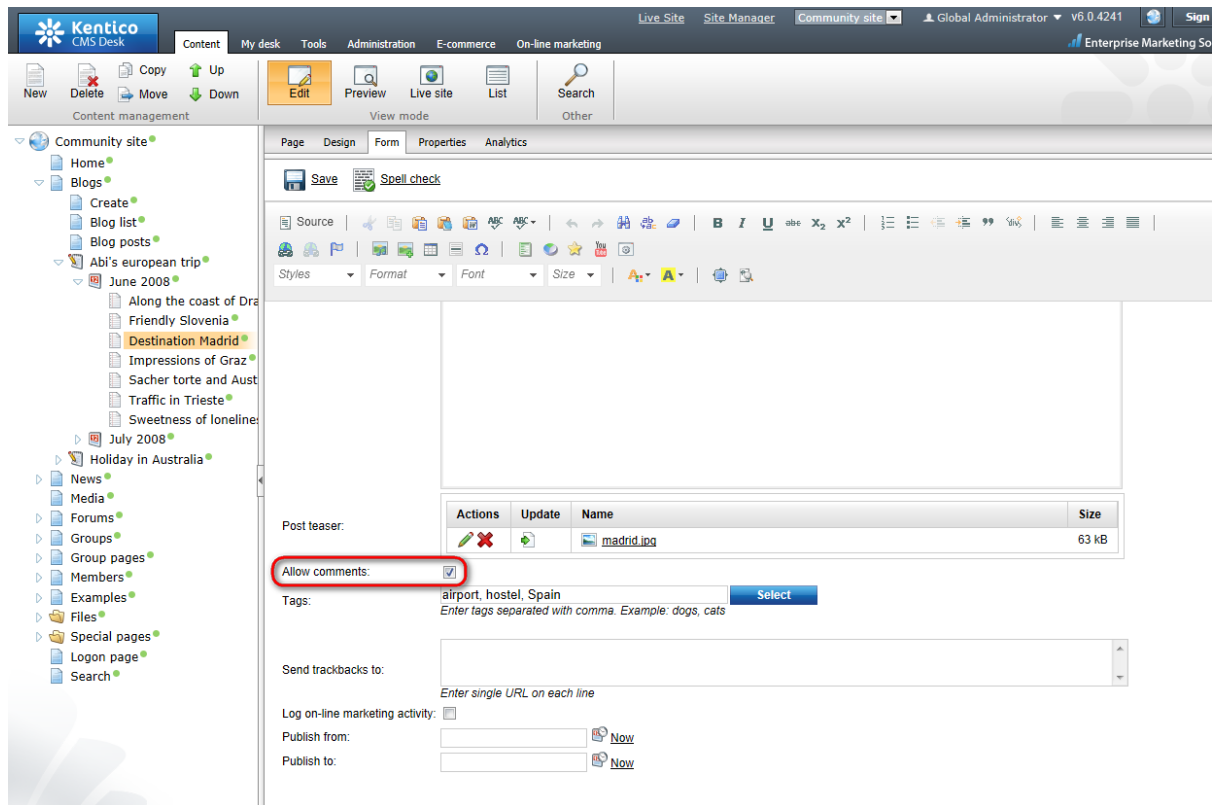 Live Site Site Manager Community site Global Administrator v6.0.4241 Sign
Kentico
CMS Desk
Content My desk Tools Administration E-commerce On-line marketing
Enterprise Marketing So
New Delete Copy Move Up Down
Content management
Edit Preview Live site List
View mode
Search
Other
Community site
Home
Blogs
Create
Blog list
Blog posts
Abi's european trip
June 2008
Along the coast of Dra
Friendly Slovenia
Destination Madrid
Impressions of Graz
Sacher torte and Aust
Traffic in Trieste
Sweetness of loneline
July 2008
Holiday in Australia
News
Media
Forums
Groups
Group pages
Members
Examples
Files
Special pages
Logon page
Search
Page Design Form Properties Analytics
Save Spell check
Source
Styles Format Font Size
Post teaser:
Actions Update Name Size
madrid.jpg 63 kB
Allow comments:
Tags: airport, hostel, Spain Select
Enter tags separated with comma. Example: dogs, cats
Send trackbacks to:
Enter single URL on each line
Log on-line marketing activity:
Publish from: Now
Publish to: Now